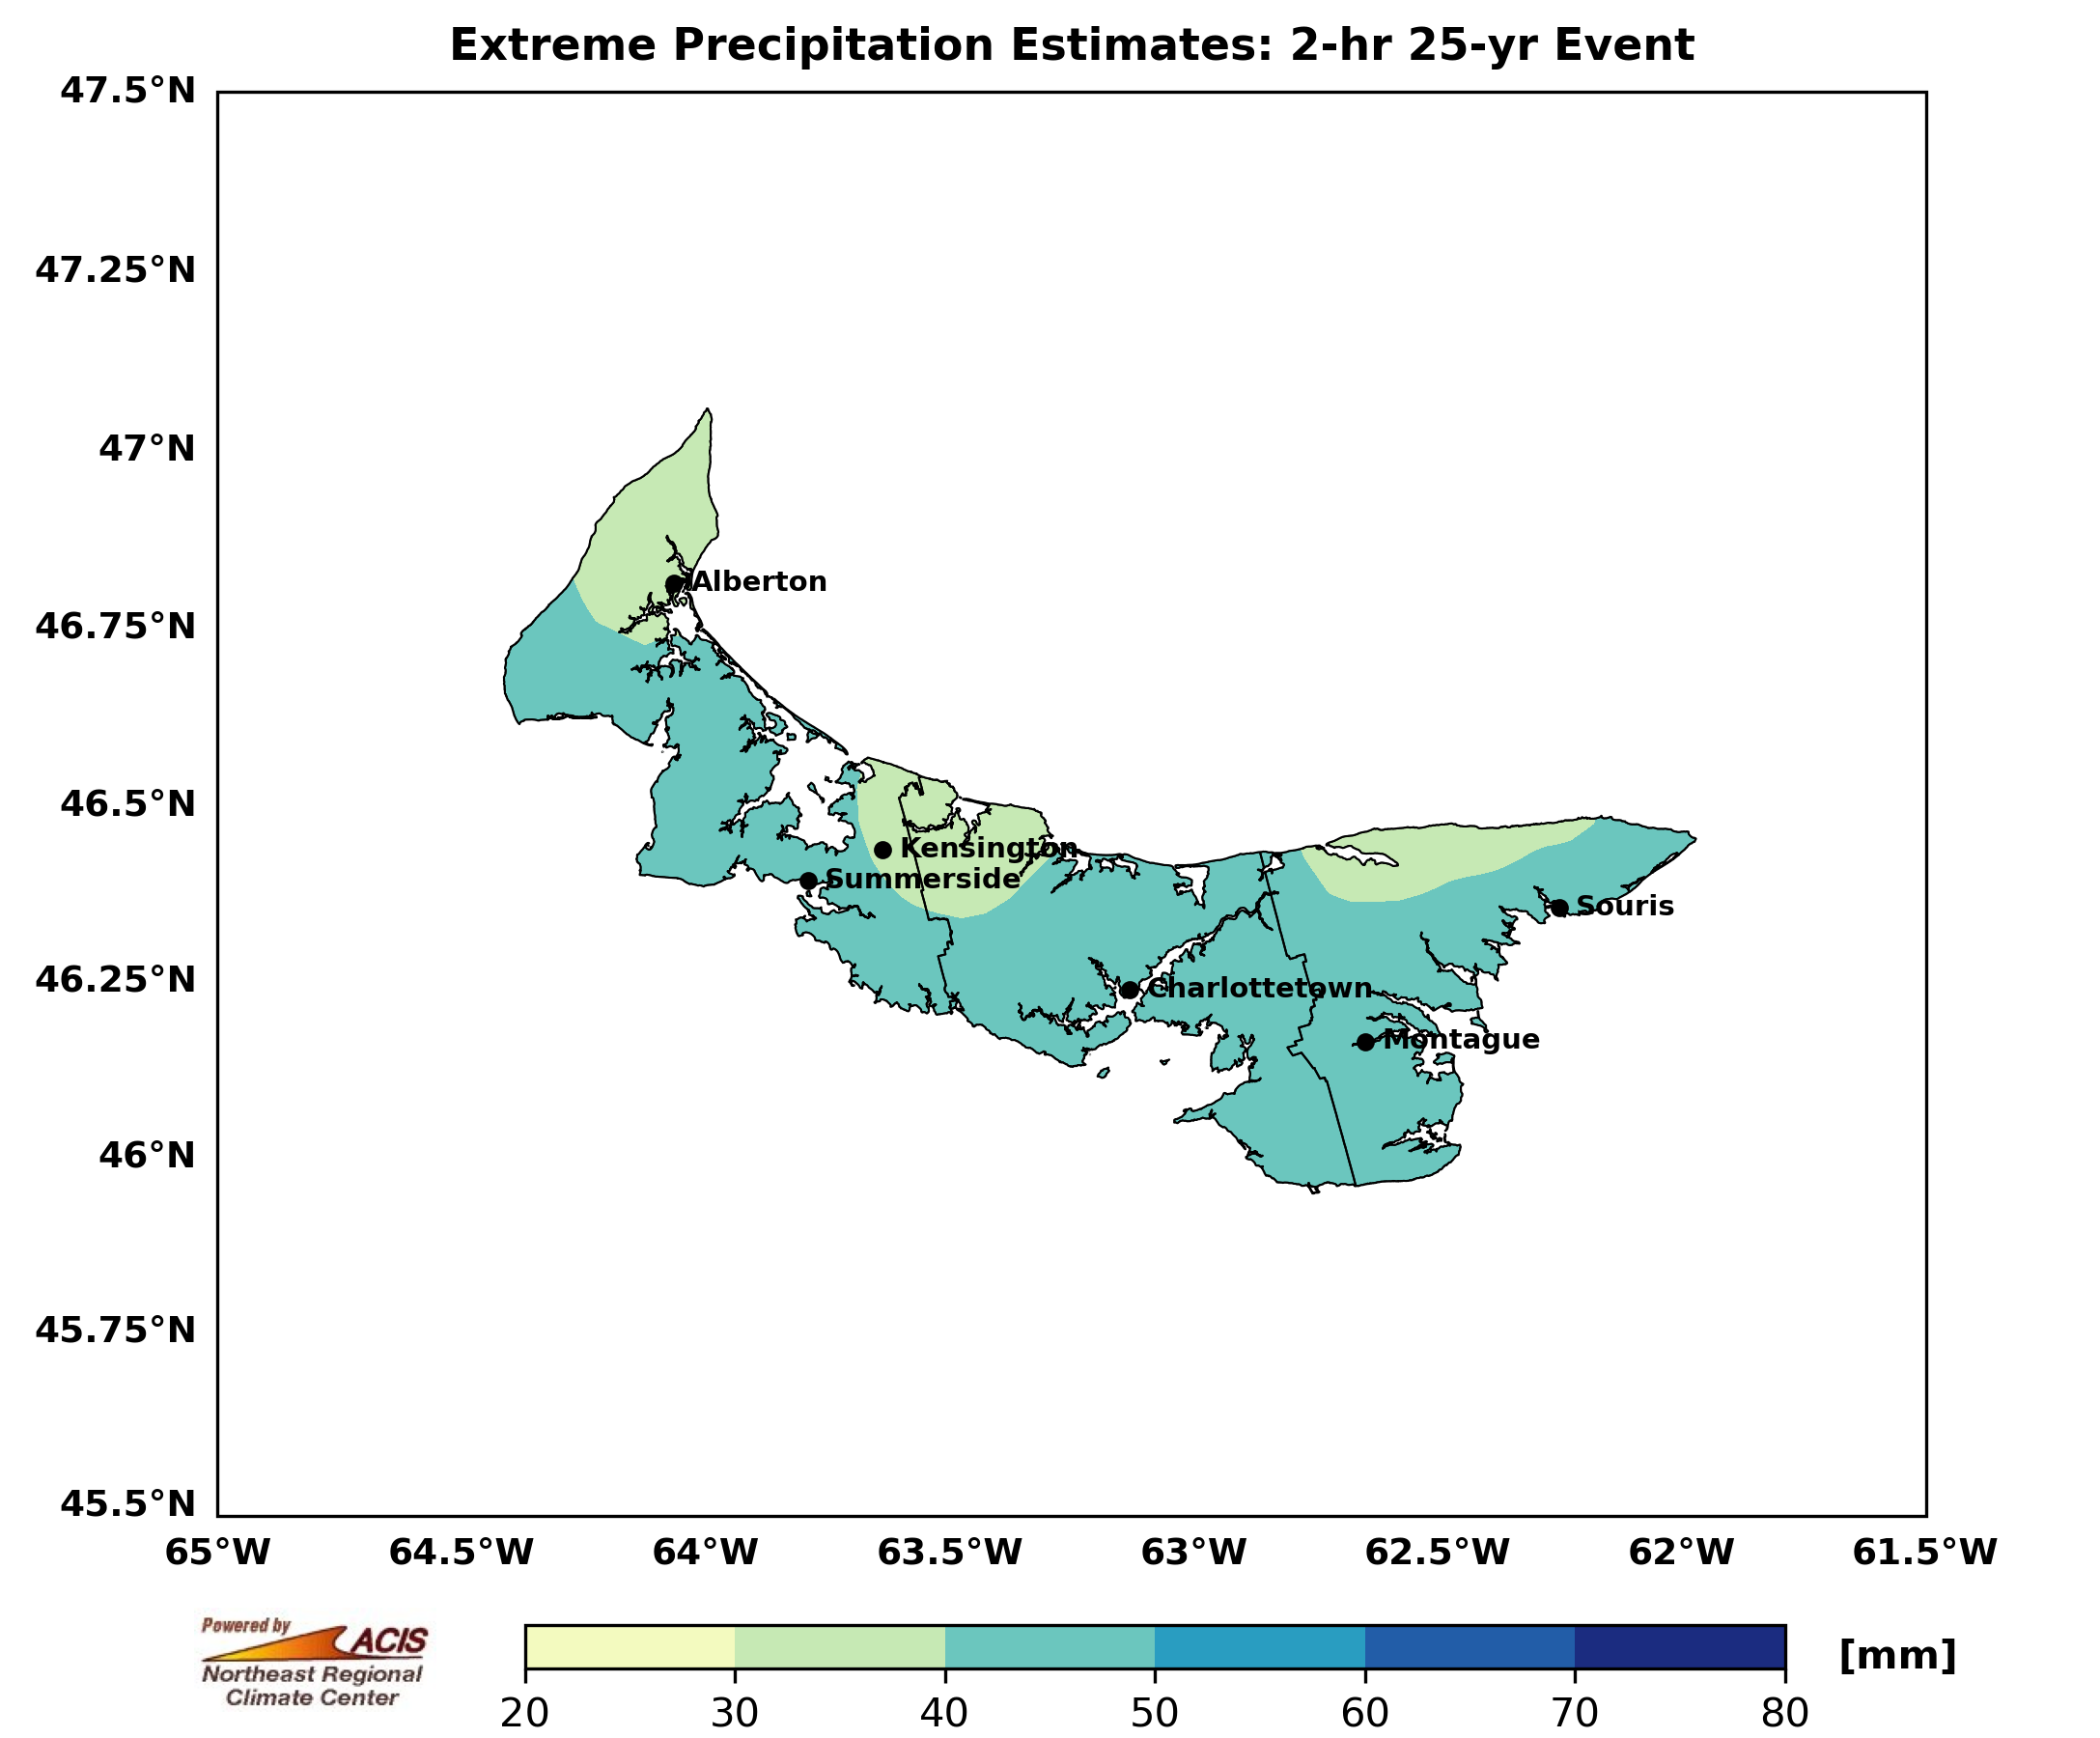 Extreme Precipitation Estimates: 2-hr 25-yr Event
47.5°N
47.25°N
47°N
46.75°N
46.5°N
46.25°N
46°N
45.75°N
45.5°N
Alberton
Kensington
Summerside
Souris
Charlottetown
Montague
65°W 64.5°W 64°W 63.5°W 63°W 62.5°W 62°W 61.5°W
Powered by
ACIS
Northeast Regional
Climate Center
[mm]
20 30 40 50 60 70 80